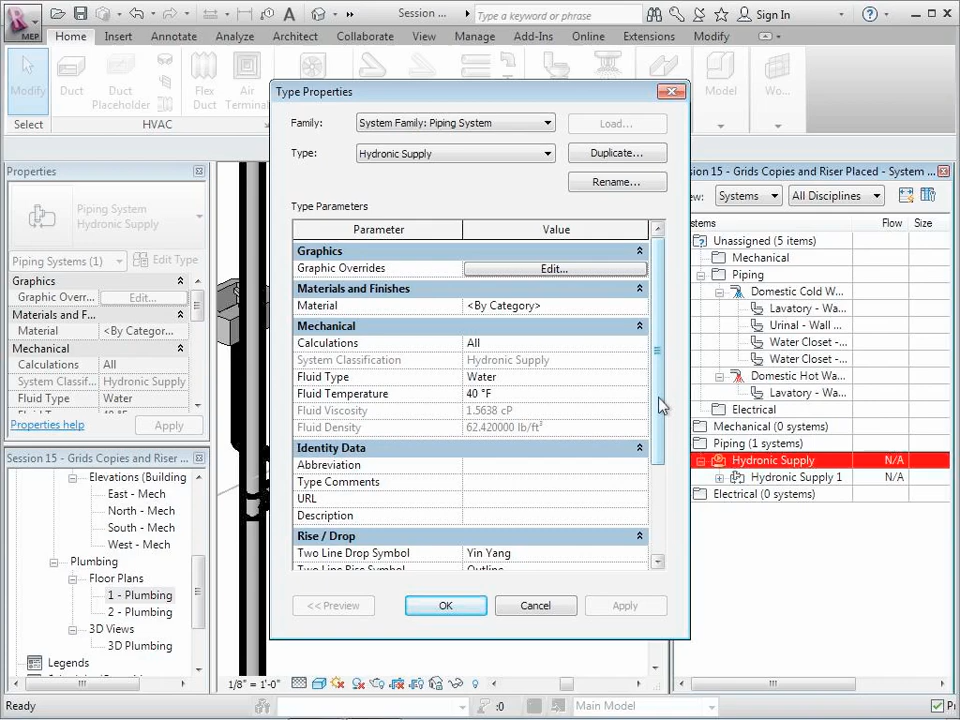 Session ...
Type a keyword or phrase
Sign In
MEP
Home
Insert
Annotate
Analyze
Architect
Collaborate
View
Manage
Add-Ins
Online
Extensions
Modify
Modify
Duct
Duct
Placeholder
Flex
Duct
Air
Model
Wo...
Select
HVAC
Properties
Piping System
Hydronic Supply
Piping Systems (1)
Edit Type
Graphics
Graphic Overr...
Edit...
Materials and F...
Material
<By Categor...
Mechanical
Calculations
All
System Classif...
Hydronic Supply
Fluid Type
Water
Properties help
Apply
Session 15 - Grids Copies and Riser ...
Elevations (Building
East - Mech
North - Mech
South - Mech
West - Mech
Plumbing
Floor Plans
1 - Plumbing
2 - Plumbing
3D Views
3D Plumbing
Legends
Ready
Type Properties
Family:
System Family: Piping System
Load...
Type:
Hydronic Supply
Duplicate...
Rename...
Type Parameters
Parameter
Value
Graphics
Graphic Overrides
Edit...
Materials and Finishes
Material
<By Category>
Mechanical
Calculations
All
System Classification
Hydronic Supply
Fluid Type
Water
Fluid Temperature
40 °F
Fluid Viscosity
1.5638 cP
Fluid Density
62.420000 lb/ft³
Identity Data
Abbreviation
Type Comments
URL
Description
Rise / Drop
Two Line Drop Symbol
Yin Yang
Two Line Rise Symbol
Outline
<< Preview
OK
Cancel
Apply
Session 15 - Grids Copies and Riser Placed - System ...
Systems
All Disciplines
Flow
Size
Unassigned (5 items)
Mechanical
Piping
Domestic Cold W...
Lavatory - Wa...
Urinal - Wall ...
Water Closet -...
Water Closet -...
Domestic Hot Wa...
Lavatory - Wa...
Electrical
Mechanical (0 systems)
Piping (1 systems)
Hydronic Supply
N/A
Hydronic Supply 1
N/A
Electrical (0 systems)
1/8" = 1'-0"
:0
Main Model